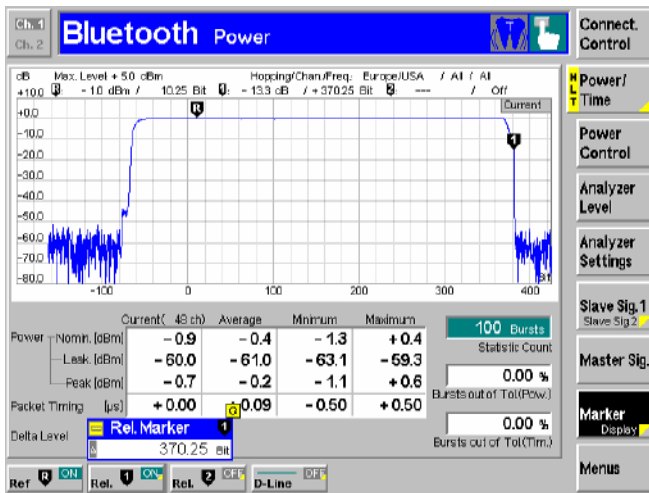 Ch. 1
Ch. 2
Bluetooth Power
Connect. Control
dB Max. Level + 5.0 dBm Hopping/Chan./Freq.: Europe/USA / All / All
+10.0 R: - 1.0 dBm / 10.25 Bit 1: - 13.3 dB / + 370.25 Bit 2: --- / Off
Current
R
1
+0.0
-10.0
-20.0
-30.0
-40.0
-50.0
-60.0
-70.0
-80.0
Bit
-100 0 100 200 300 400
H L T Power/ Time
Power Control
Analyzer Level
Analyzer Settings
Slave Sig.1
Slave Sig.2
Master Sig.
Marker
Display
Menus
Current( 48 ch) Average Minimum Maximum
Power Nomin. [dBm] - 0.9 - 0.4 - 1.3 + 0.4
Leak. [dBm] - 60.0 - 61.0 - 63.1 - 59.3
Peak [dBm] - 0.7 - 0.2 - 1.1 + 0.6
Packet Timing [µs] + 0.00 0.09 - 0.50 + 0.50
G
Delta Level
Rel. Marker 1
370.25 Bit
100 Bursts
Statistic Count
0.00 %
Bursts out of Tol.(Pow.)
0.00 %
Bursts out of Tol.(Tim.)
Ref R ON
Rel. 1 ON
Rel. 2 OFF
D-Line OFF